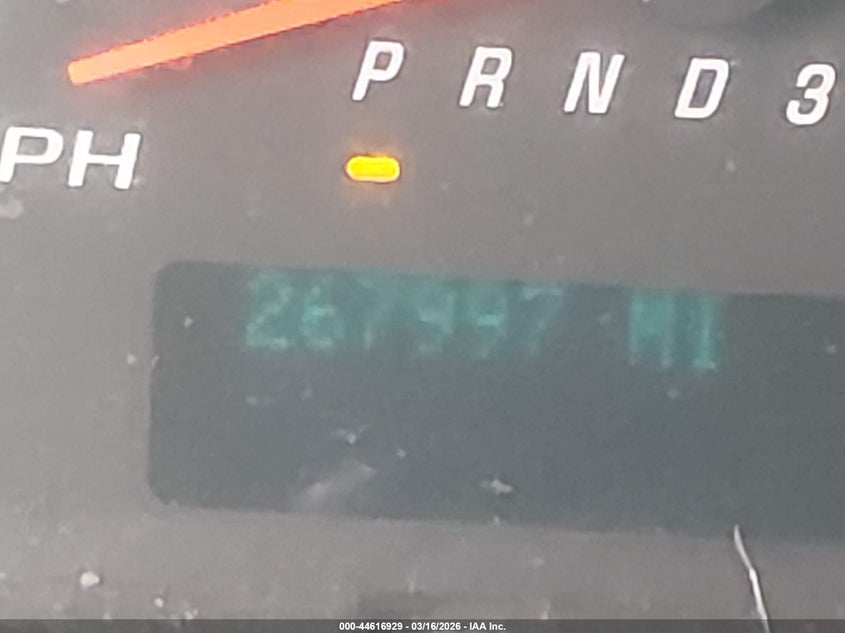 P R N D 3
PH
267997 MI
000-44616929 - 03/16/2026 - IAA Inc.